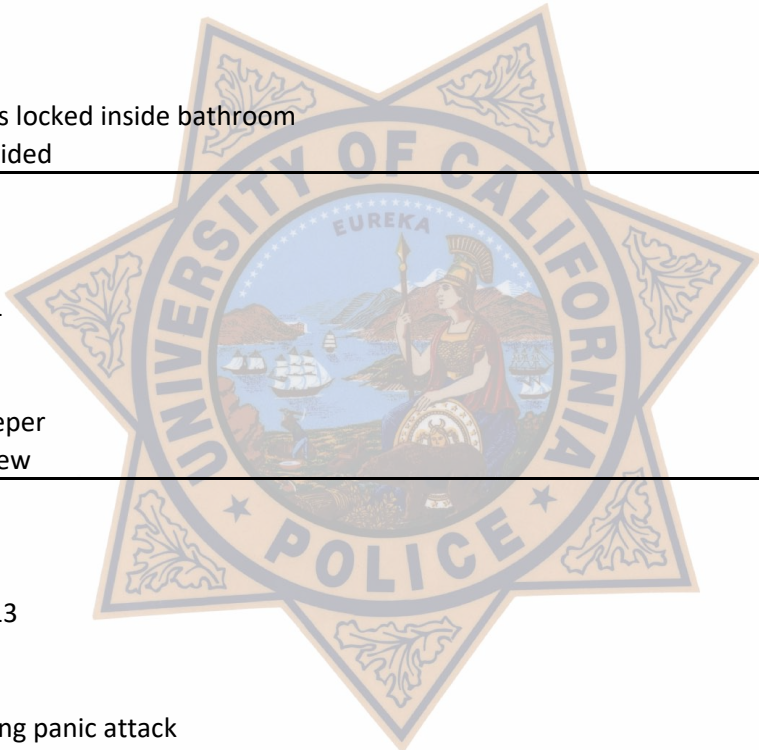 s locked inside bathroom
ided
eper
ew
13
ng panic attack
UNIVERSITY OF CALIFORNIA
EUREKA
POLICE